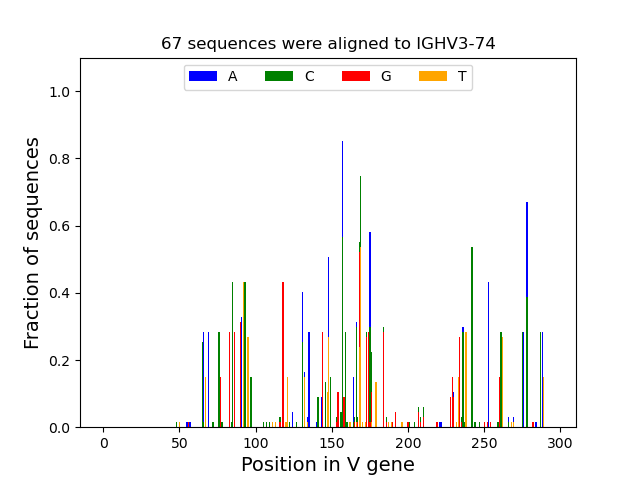 67 sequences were aligned to IGHV3-74
A C G T
1.0
0.8
0.6
0.4
0.2
0.0
Fraction of sequences
0 50 100 150 200 250 300
Position in V gene